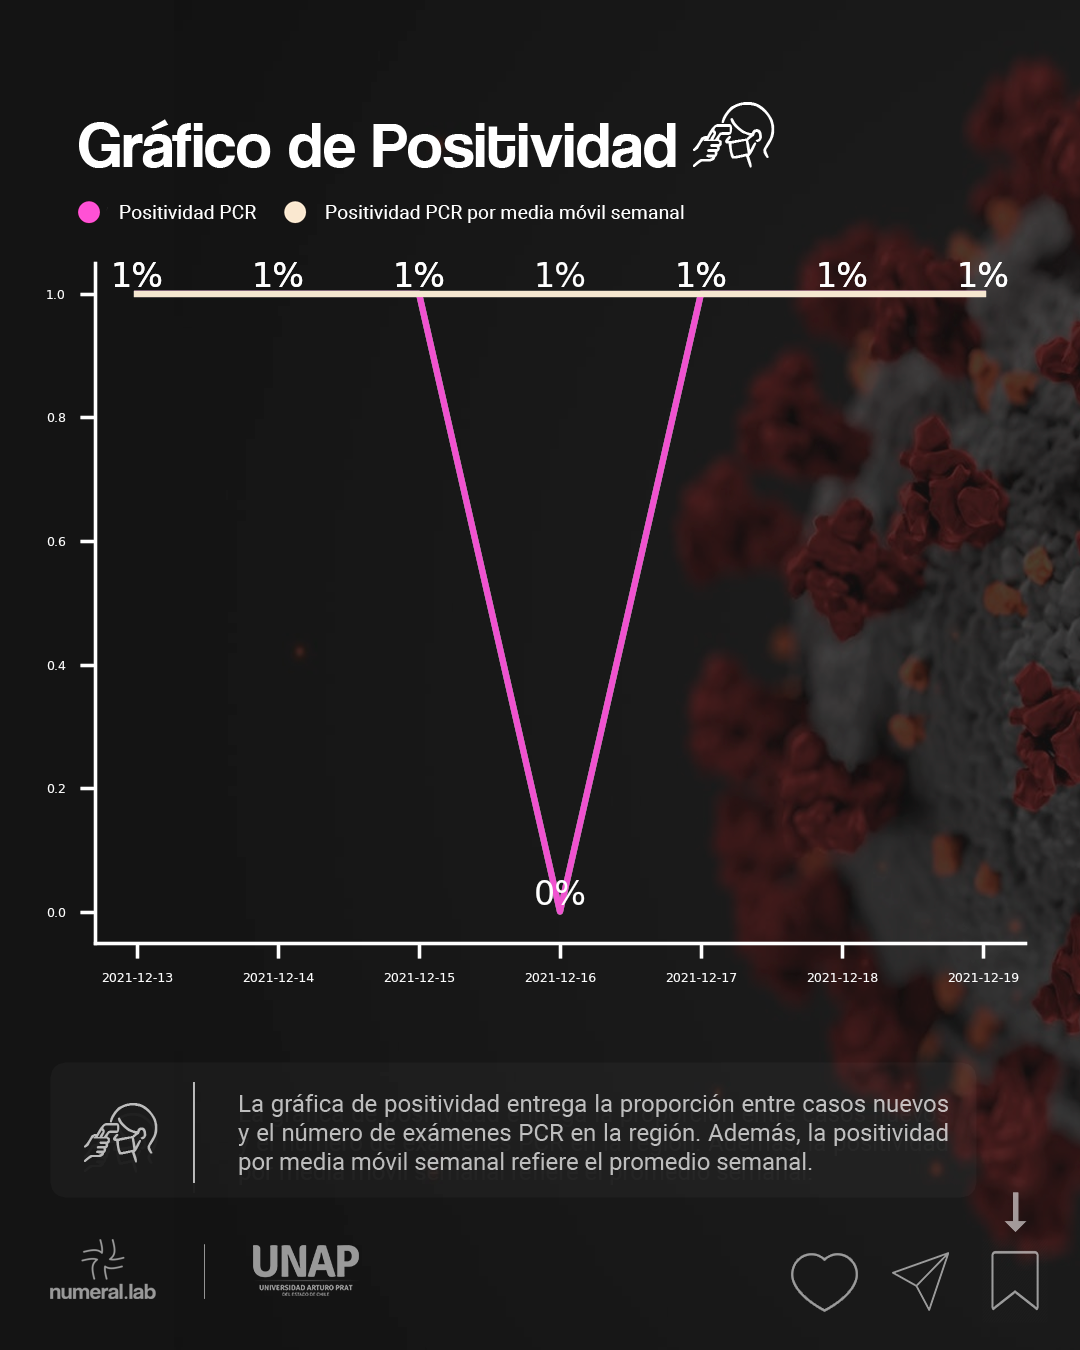 Gráfico de Positividad
Positividad PCR
Positividad PCR por media móvil semanal
1% 1% 1% 1% 1% 1% 1%
1.0
0.8
0.6
0.4
0.2
0%
0.0
2021-12-13 2021-12-14 2021-12-15 2021-12-16 2021-12-17 2021-12-18 2021-12-19
La gráfica de positividad entrega la proporción entre casos nuevos
y el número de exámenes PCR en la región. Además, la positividad
por media móvil semanal refiere el promedio semanal.
numeral.lab
UNAP
UNIVERSIDAD ARTURO PRAT
DEL ESTADO DE CHILE